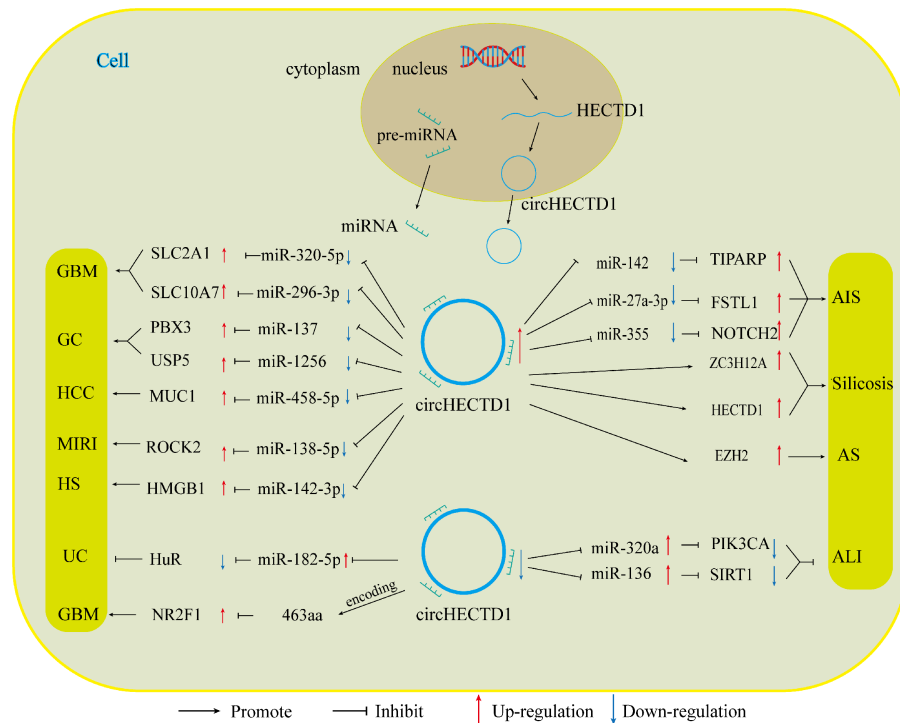 Cell
cytoplasm
nucleus
HECTD1
pre-miRNA
circHECTD1
miRNA
GBM
SLC2A1
miR-320-5p
SLC10A7
miR-296-3p
GC
PBX3
miR-137
USP5
miR-1256
HCC
MUC1
miR-458-5p
MIRI
ROCK2
miR-138-5p
HS
HMGB1
miR-142-3p
circHECTD1
miR-142
TIPARP
miR-27a-3p
FSTL1
AIS
miR-355
NOTCH2
ZC3H12A
Silicosis
HECTD1
EZH2
AS
UC
HuR
miR-182-5p
miR-320a
PIK3CA
miR-136
SIRT1
ALI
GBM
NR2F1
463aa
encoding
circHECTD1
Promote
Inhibit
Up-regulation
Down-regulation